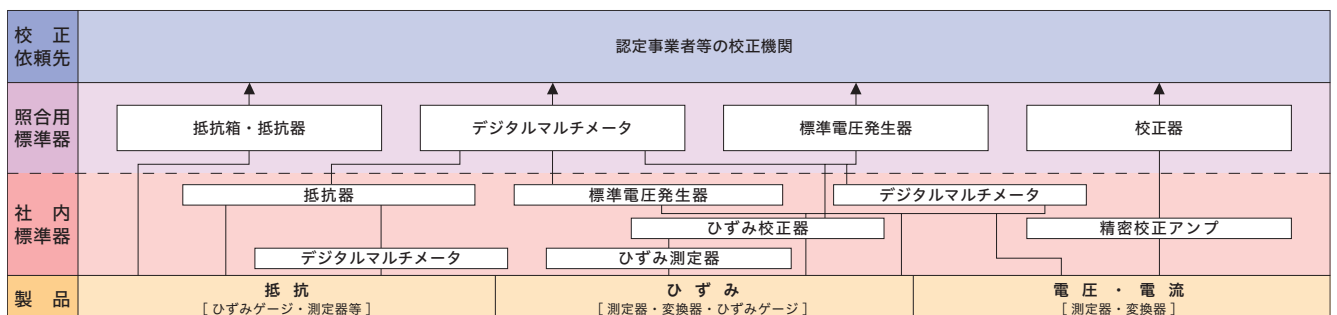 校 正
依頼先
認定事業者等の校正機関
照合用
標準器
抵抗箱・抵抗器
デジタルマルチメータ
標準電圧発生器
校正器
社 内
標準器
抵抗器
標準電圧発生器
デジタルマルチメータ
ひずみ校正器
精密校正アンプ
デジタルマルチメータ
ひずみ測定器
製 品
抵 抗
[ ひずみゲージ・測定器等 ]
ひ ず み
[ 測定器・変換器・ひずみゲージ ]
電 圧 ・ 電 流
[ 測定器・変換器 ]